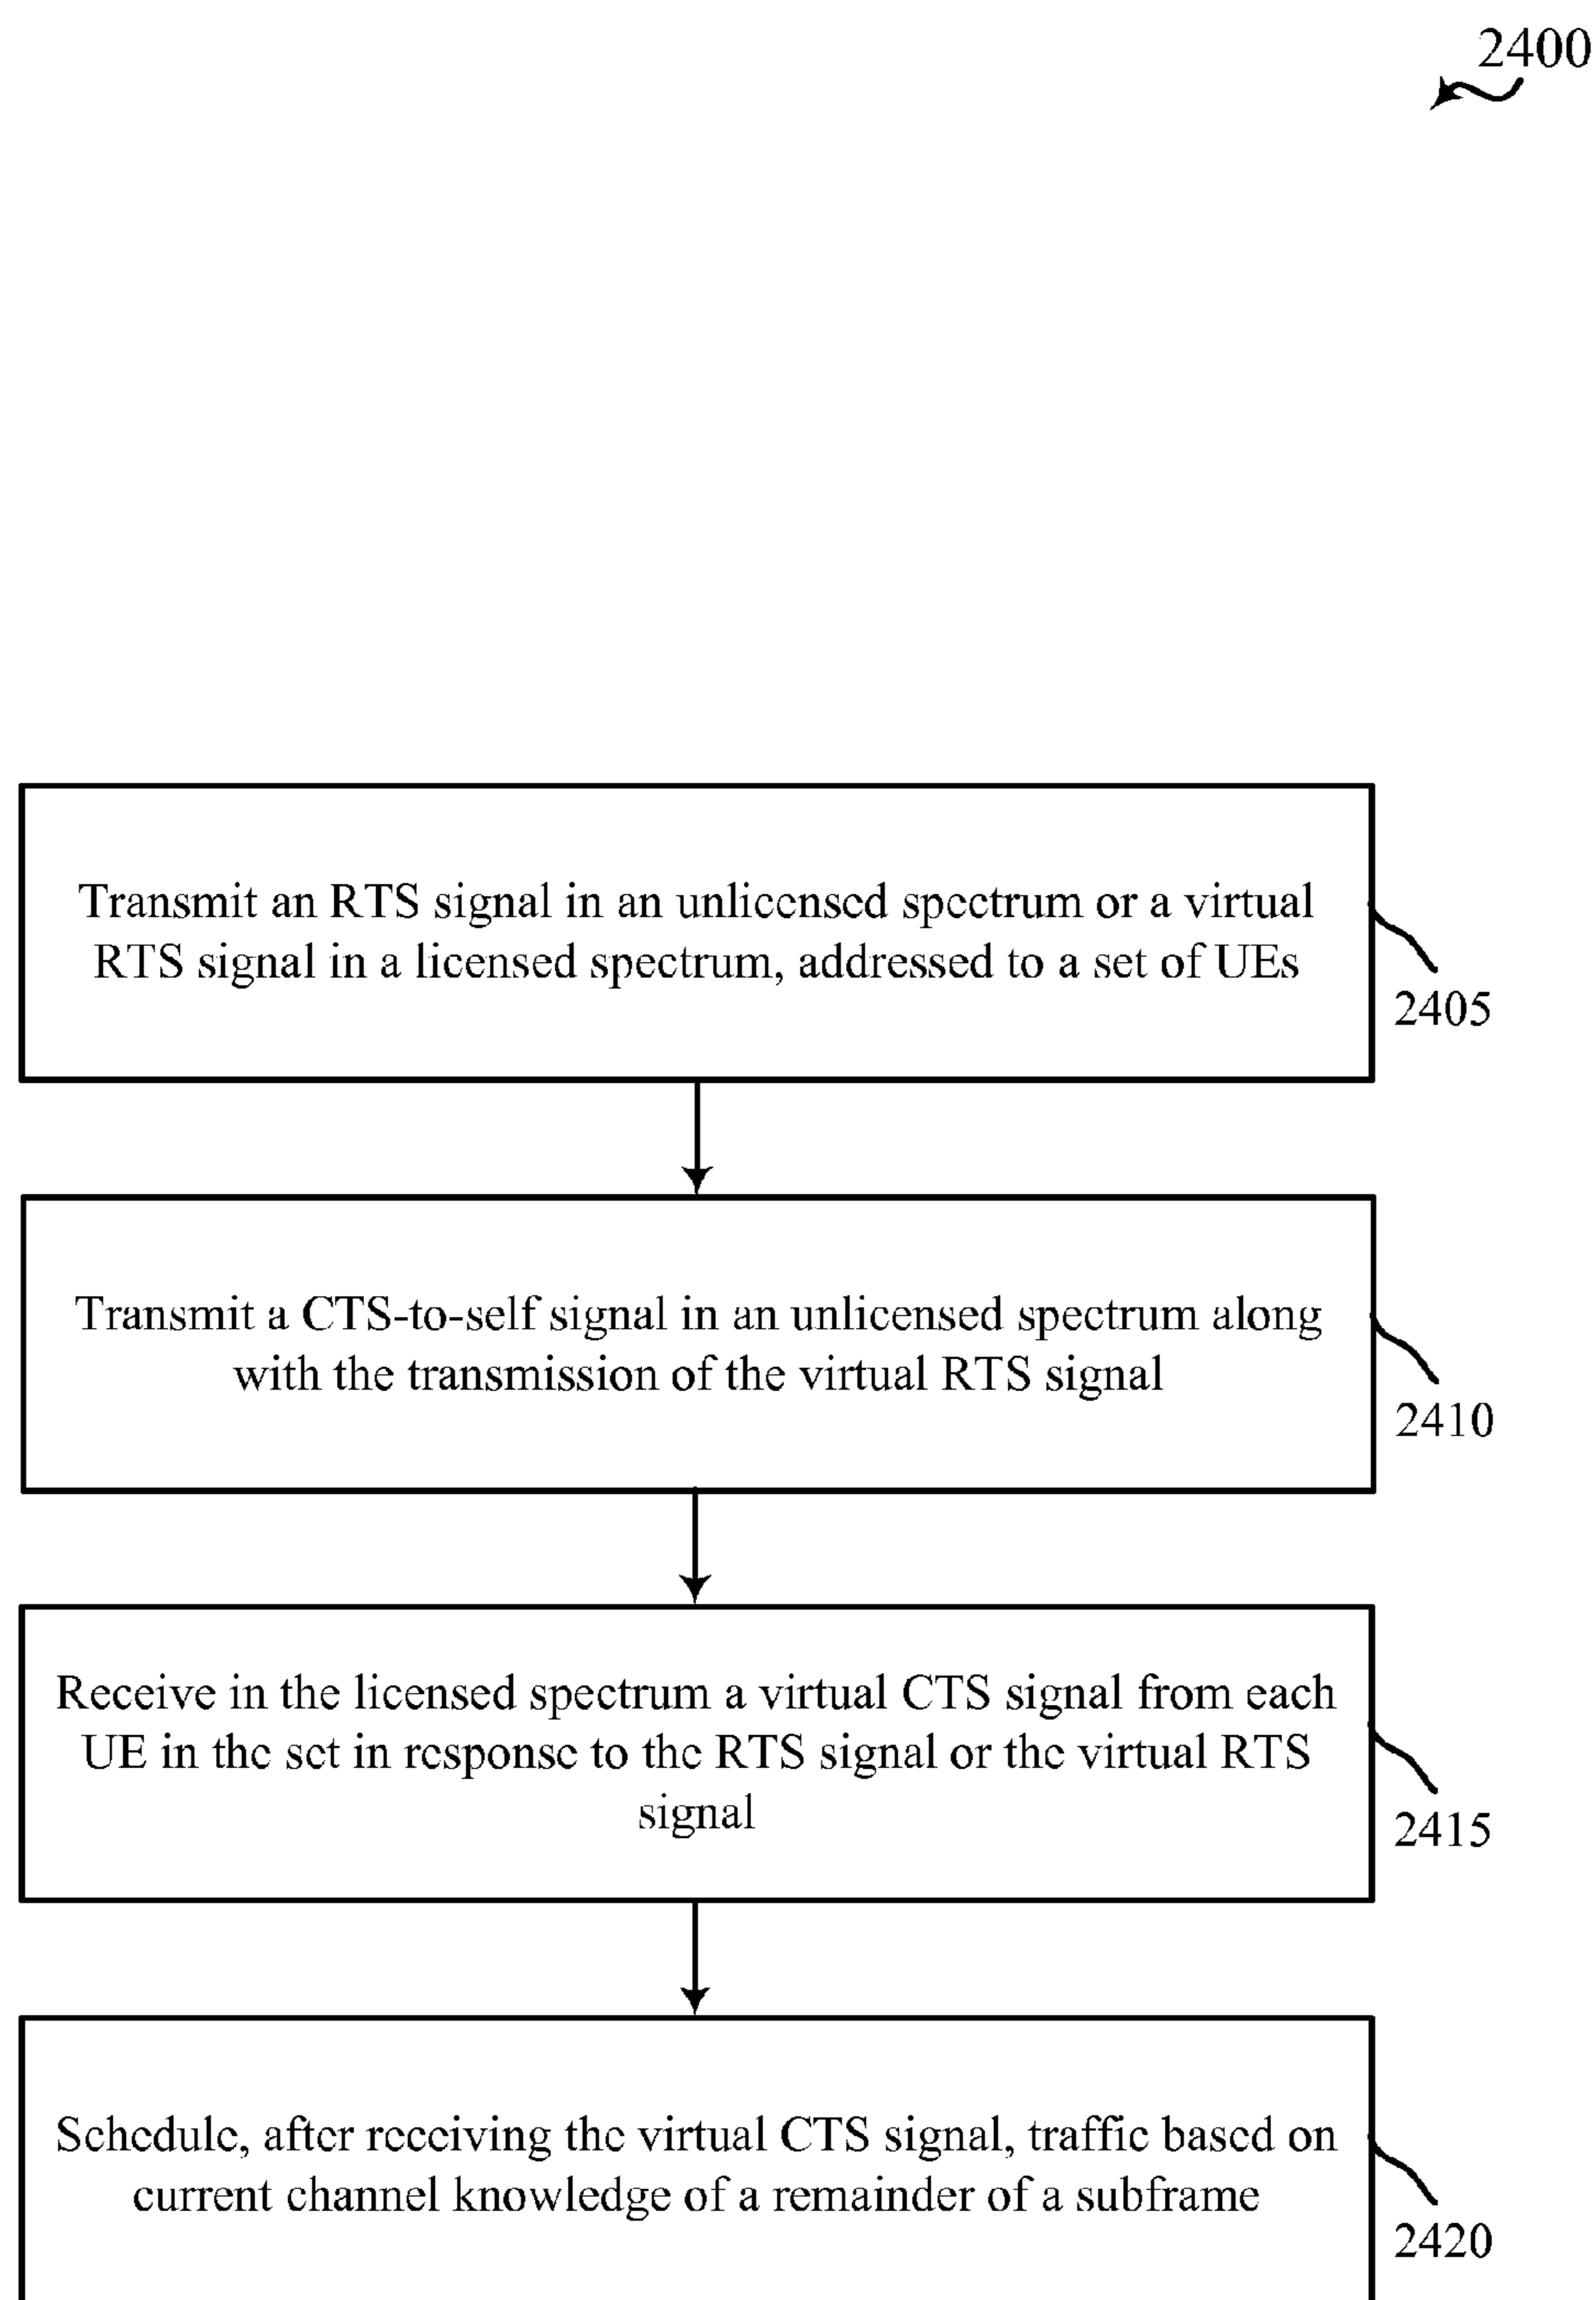 2400
Transmit an RTS signal in an unlicensed spectrum or a virtual
RTS signal in a licensed spectrum, addressed to a set of UEs
2405
Transmit a CTS-to-self signal in an unlicensed spectrum along
with the transmission of the virtual RTS signal
2410
Receive in the licensed spectrum a virtual CTS signal from each
UE in the set in response to the RTS signal or the virtual RTS
signal
2415
Schedule, after receiving the virtual CTS signal, traffic based on
current channel knowledge of a remainder of a subframe
2420